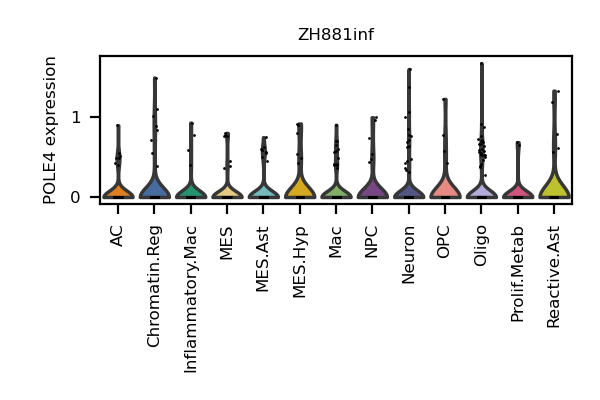 ZH881inf
POLE4 expression
1
0
AC
Chromatin.Reg
Inflammatory.Mac
MES
MES.Ast
MES.Hyp
Mac
NPC
Neuron
OPC
Oligo
Prolif.Metab
Reactive.Ast